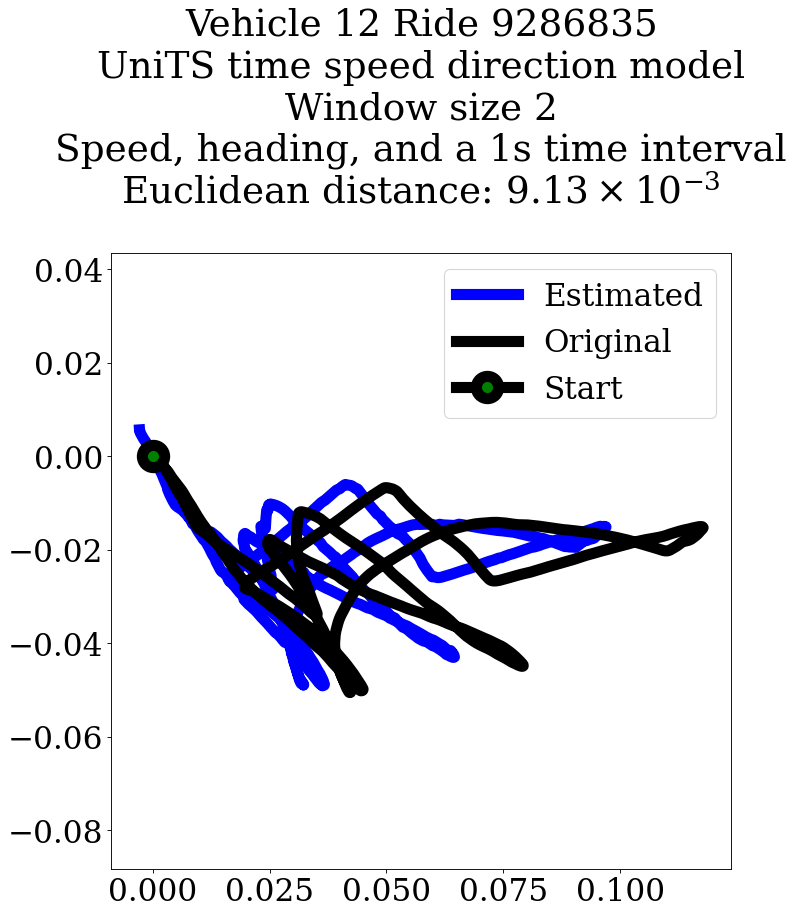 Vehicle 12 Ride 9286835
UniTS time speed direction model
Window size 2
Speed, heading, and a 1s time interval
Euclidean distance: 9.13 × 10⁻³
Estimated
Original
Start
0.04
0.02
0.00
−0.02
−0.04
−0.06
−0.08
0.000 0.025 0.050 0.075 0.100